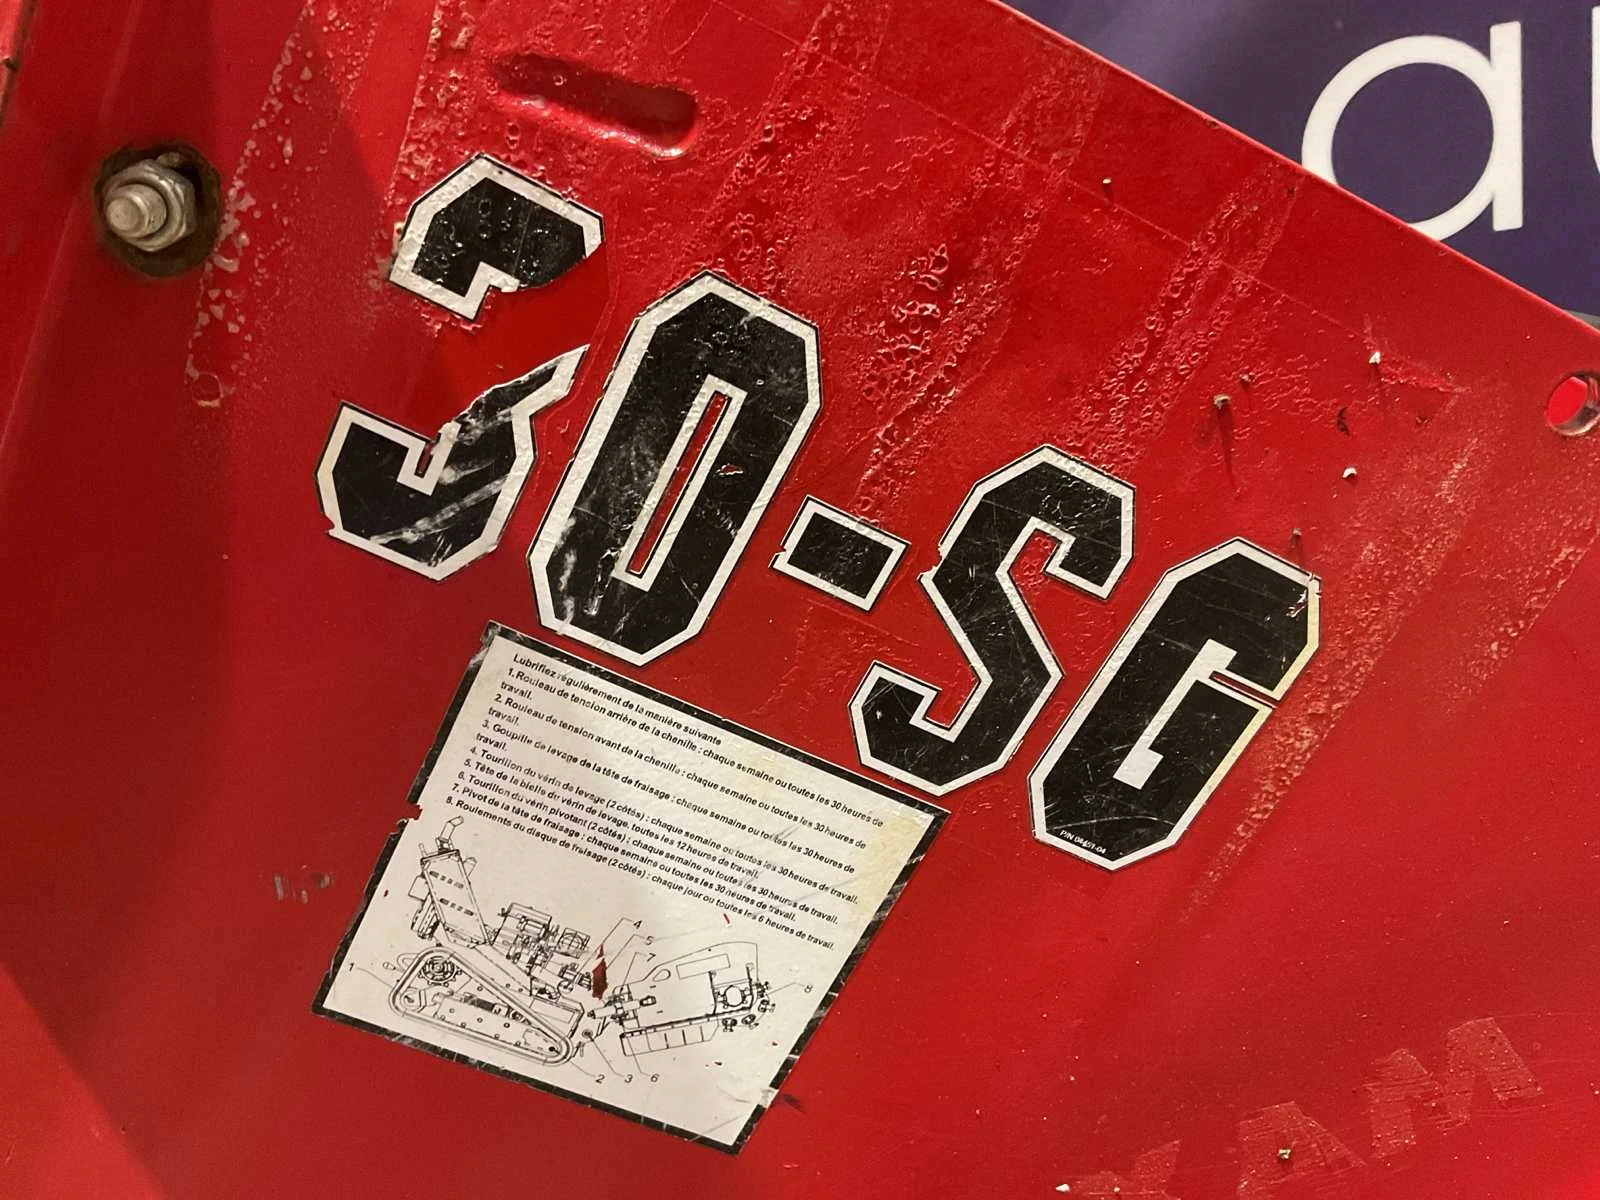 au
30-SG
P/N 04451-04
Lubrifiez régulièrement de la manière suivante
1. Rouleau de tension arrière de la chenille : chaque semaine ou toutes les 30 heures de
travail.
2. Rouleau de tension avant de la chenille : chaque semaine ou toutes les 30 heures de
travail.
3. Goupille de levage de la tête de fraisage : chaque semaine ou toutes les 30 heures de
travail.
4. Tourillon du vérin de levage (2 côtés) : chaque semaine ou toutes les 30 heures de travail.
5. Tête de la bielle du vérin de levage, toutes les 12 heures de travail.
6. Tourillon du vérin pivotant (2 côtés) : chaque semaine ou toutes les 30 heures de travail.
7. Pivot de la tête de fraisage : chaque semaine ou toutes les 30 heures de travail.
8. Roulements du disque de fraisage (2 côtés) : chaque jour ou toutes les 6 heures de travail.
4
5
7
1
8
2 3 6